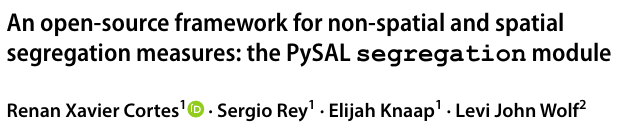 An open-source framework for non-spatial and spatial
segregation measures: the PySAL segregation module
Renan Xavier Cortes¹ iD · Sergio Rey¹ · Elijah Knaap¹ · Levi John Wolf²